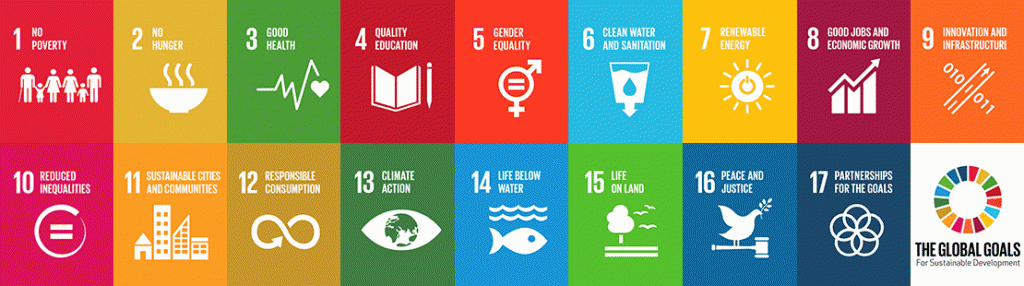 1 NO
POVERTY
2 NO
HUNGER
3 GOOD
HEALTH
4 QUALITY
EDUCATION
5 GENDER
EQUALITY
6 CLEAN WATER
AND SANITATION
7 RENEWABLE
ENERGY
8 GOOD JOBS AND
ECONOMIC GROWTH
9 INNOVATION AND
INFRASTRUCTURE
010
011
10 REDUCED
INEQUALITIES
11 SUSTAINABLE CITIES
AND COMMUNITIES
12 RESPONSIBLE
CONSUMPTION
13 CLIMATE
ACTION
14 LIFE BELOW
WATER
15 LIFE
ON LAND
16 PEACE AND
JUSTICE
17 PARTNERSHIPS
FOR THE GOALS
THE GLOBAL GOALS
For Sustainable Development